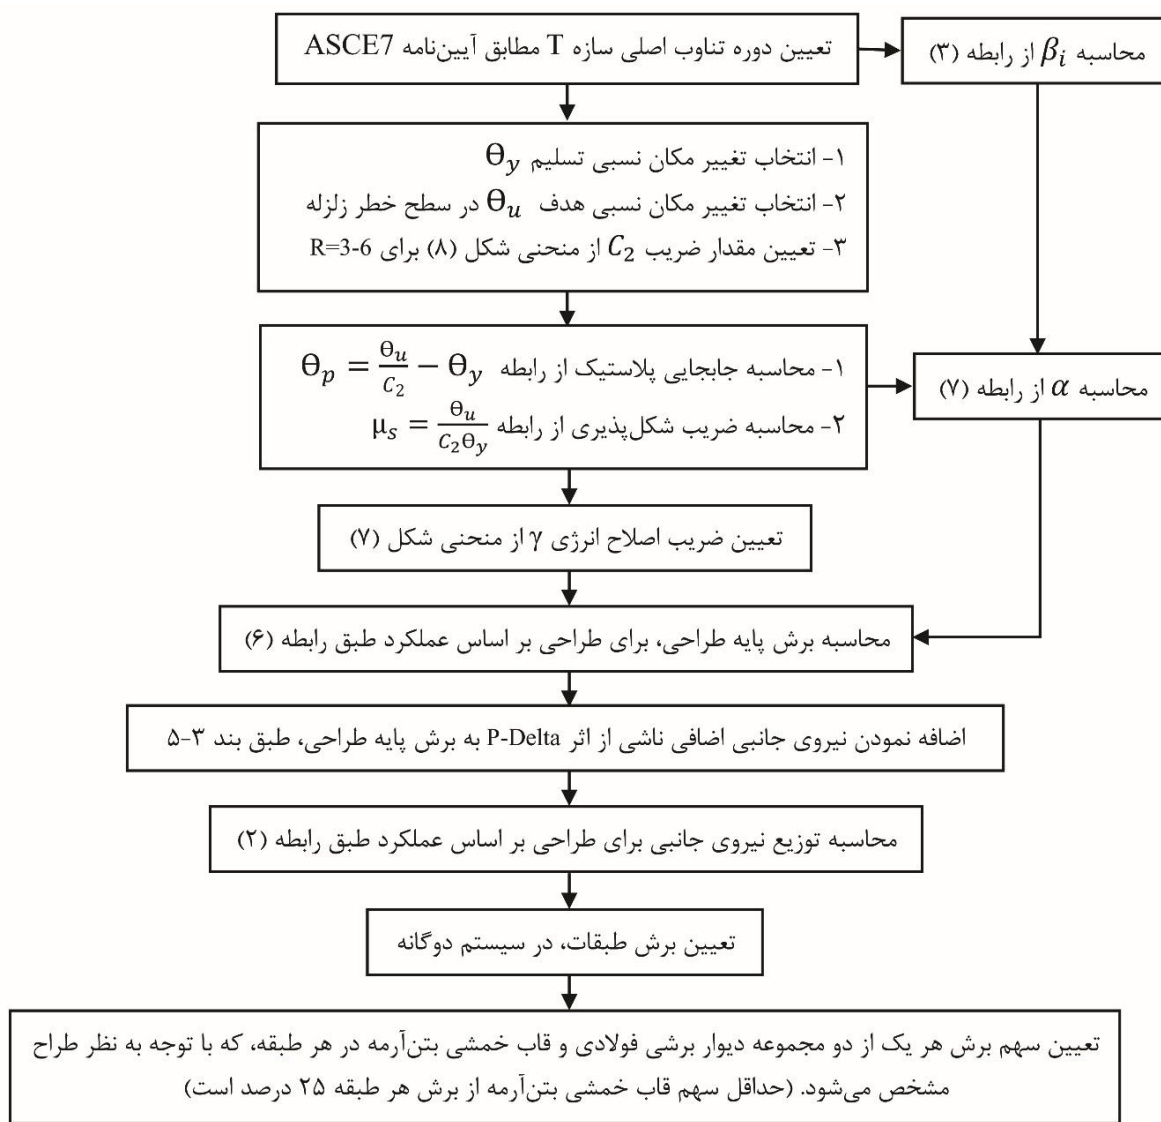 تعیین دوره تناوب اصلی سازه T مطابق آیین‌نامه ASCE7
محاسبه βi از رابطه (۳)
۱- انتخاب تغییر مکان نسبی تسلیم θy
۲- انتخاب تغییر مکان نسبی هدف θu در سطح خطر زلزله
۳- تعیین مقدار ضریب C2 از منحنی شکل (۸) برای R=3-6
۱- محاسبه جابجایی پلاستیک از رابطه θp = θu/C2 − θy
۲- محاسبه ضریب شکل‌پذیری از رابطه μs = θu/C2θy
محاسبه α از رابطه (۷)
تعیین ضریب اصلاح انرژی γ از منحنی شکل (۷)
محاسبه برش پایه طراحی، برای طراحی بر اساس عملکرد طبق رابطه (۶)
اضافه نمودن نیروی جانبی اضافی ناشی از اثر P-Delta به برش پایه طراحی، طبق بند ۳-۵
محاسبه توزیع نیروی جانبی برای طراحی بر اساس عملکرد طبق رابطه (۲)
تعیین برش طبقات، در سیستم دوگانه
تعیین سهم برش هر یک از دو مجموعه دیوار برشی فولادی و قاب خمشی بتن‌آرمه در هر طبقه، که با توجه به نظر طراح
مشخص می‌شود. (حداقل سهم قاب خمشی بتن‌آرمه از برش هر طبقه ۲۵ درصد است)